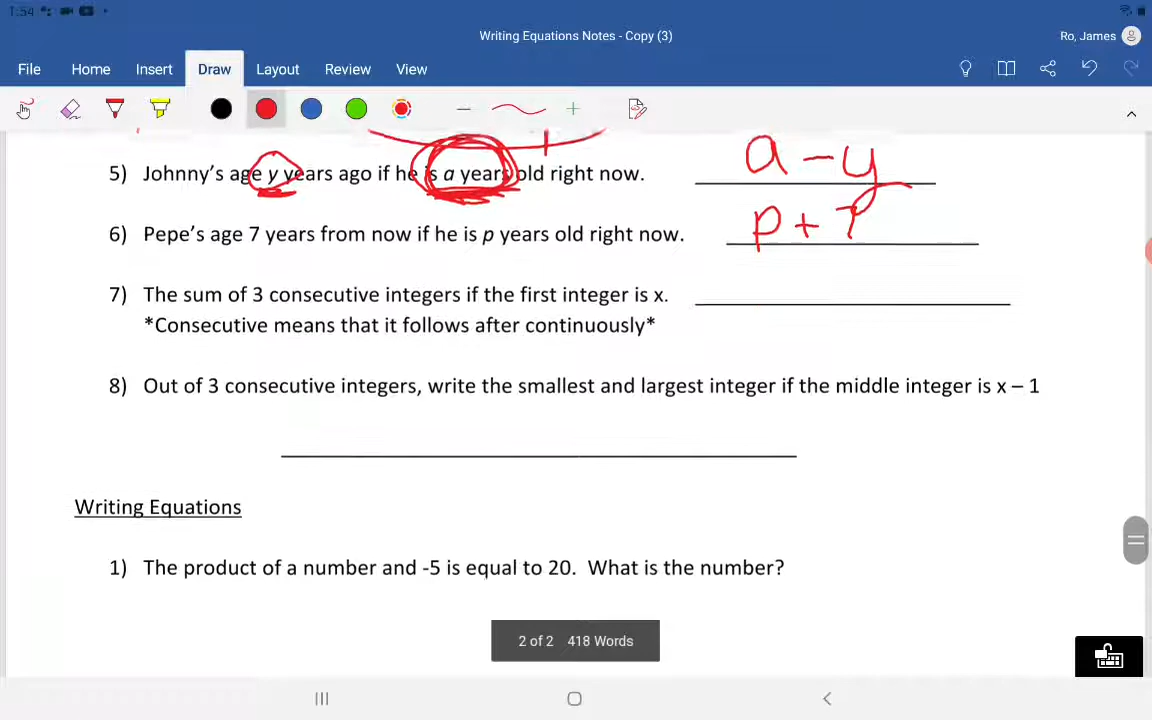 1:54
Writing Equations Notes - Copy (3)
Ro, James
File Home Insert Draw Layout Review View
5) Johnny's age y years ago if he is a years old right now. a - y
6) Pepe's age 7 years from now if he is p years old right now. p + 7
7) The sum of 3 consecutive integers if the first integer is x.
*Consecutive means that it follows after continuously*
8) Out of 3 consecutive integers, write the smallest and largest integer if the middle integer is x – 1
Writing Equations
1) The product of a number and -5 is equal to 20. What is the number?
2 of 2 418 Words